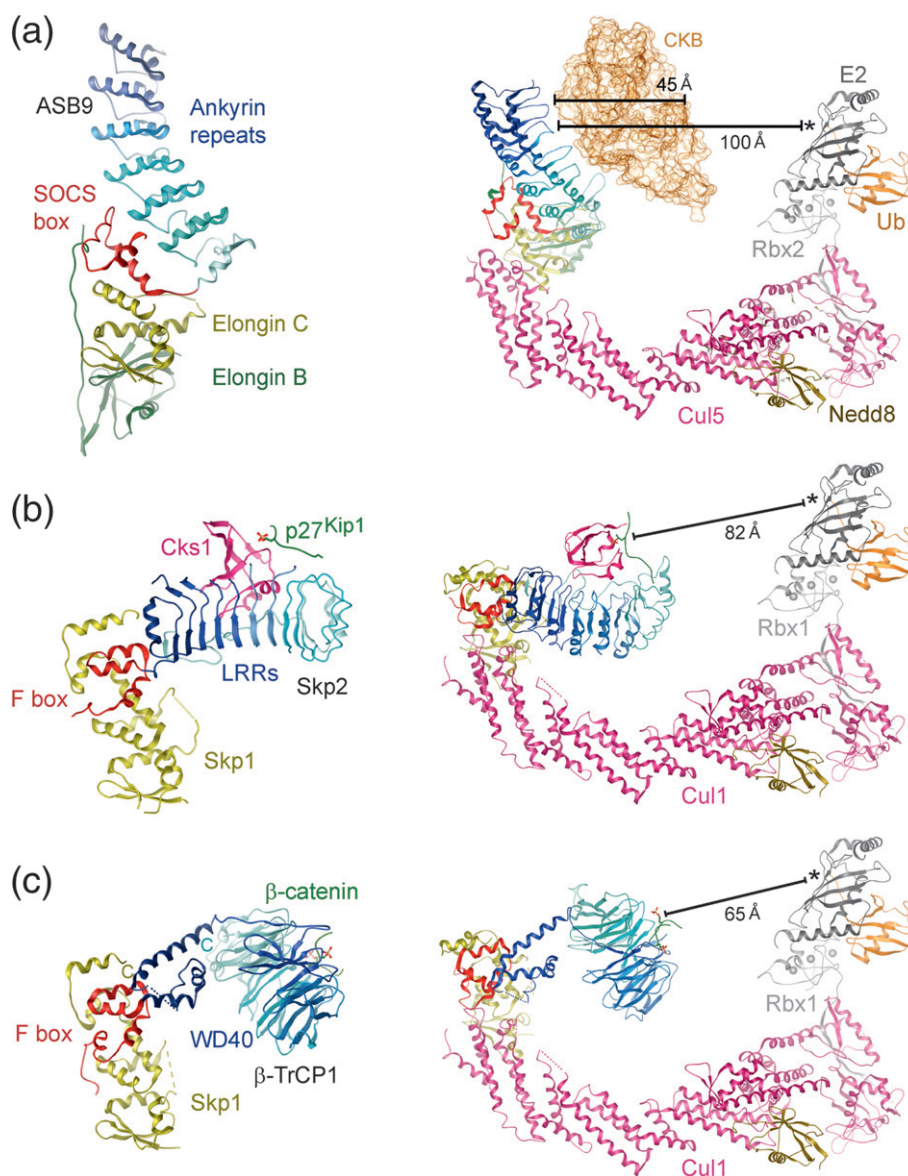 (a)
ASB9
Ankyrin
repeats
SOCS
box
Elongin C
Elongin B
CKB
45 Å
100 Å
*
E2
Ub
Rbx2
Cul5
Nedd8
(b)
Cks1
p27Kip1
LRRs
Skp2
F box
Skp1
82 Å
*
Rbx1
Cul1
(c)
β-catenin
C
C
F box
WD40
β-TrCP1
Skp1
65 Å
*
Rbx1
Cul1